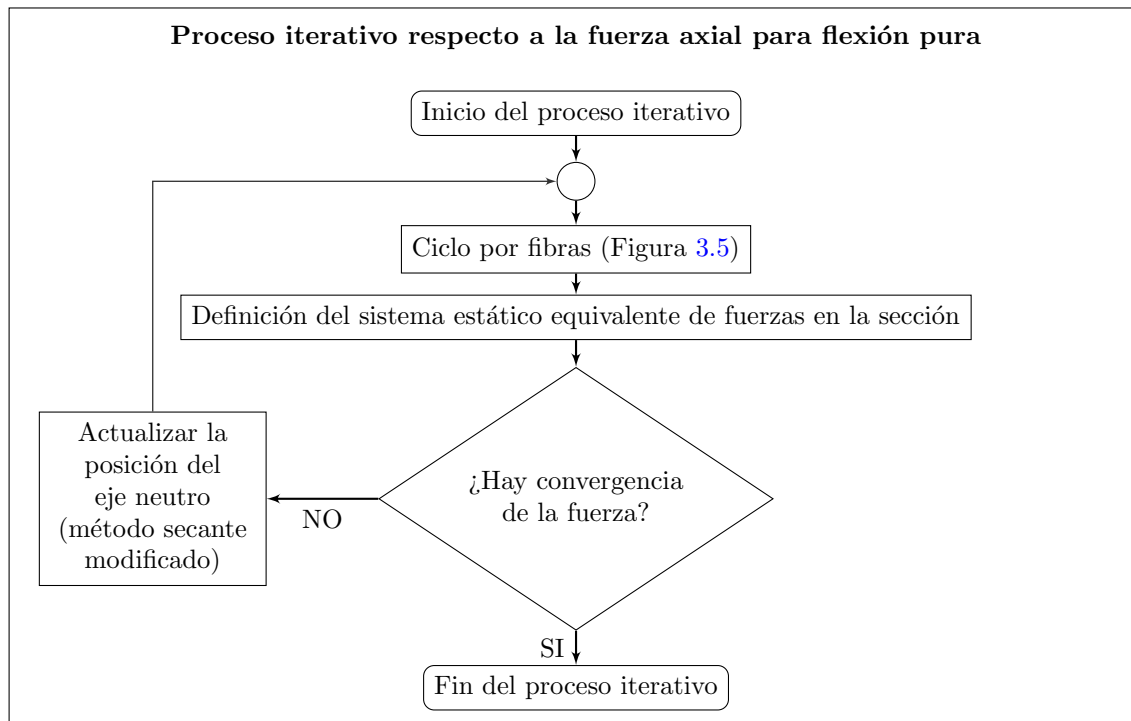 Proceso iterativo respecto a la fuerza axial para flexión pura
Inicio del proceso iterativo
Ciclo por fibras (Figura 3.5)
Definición del sistema estático equivalente de fuerzas en la sección
¿Hay convergencia
de la fuerza?
NO
Actualizar la
posición del
eje neutro
(método secante
modificado)
SI
Fin del proceso iterativo